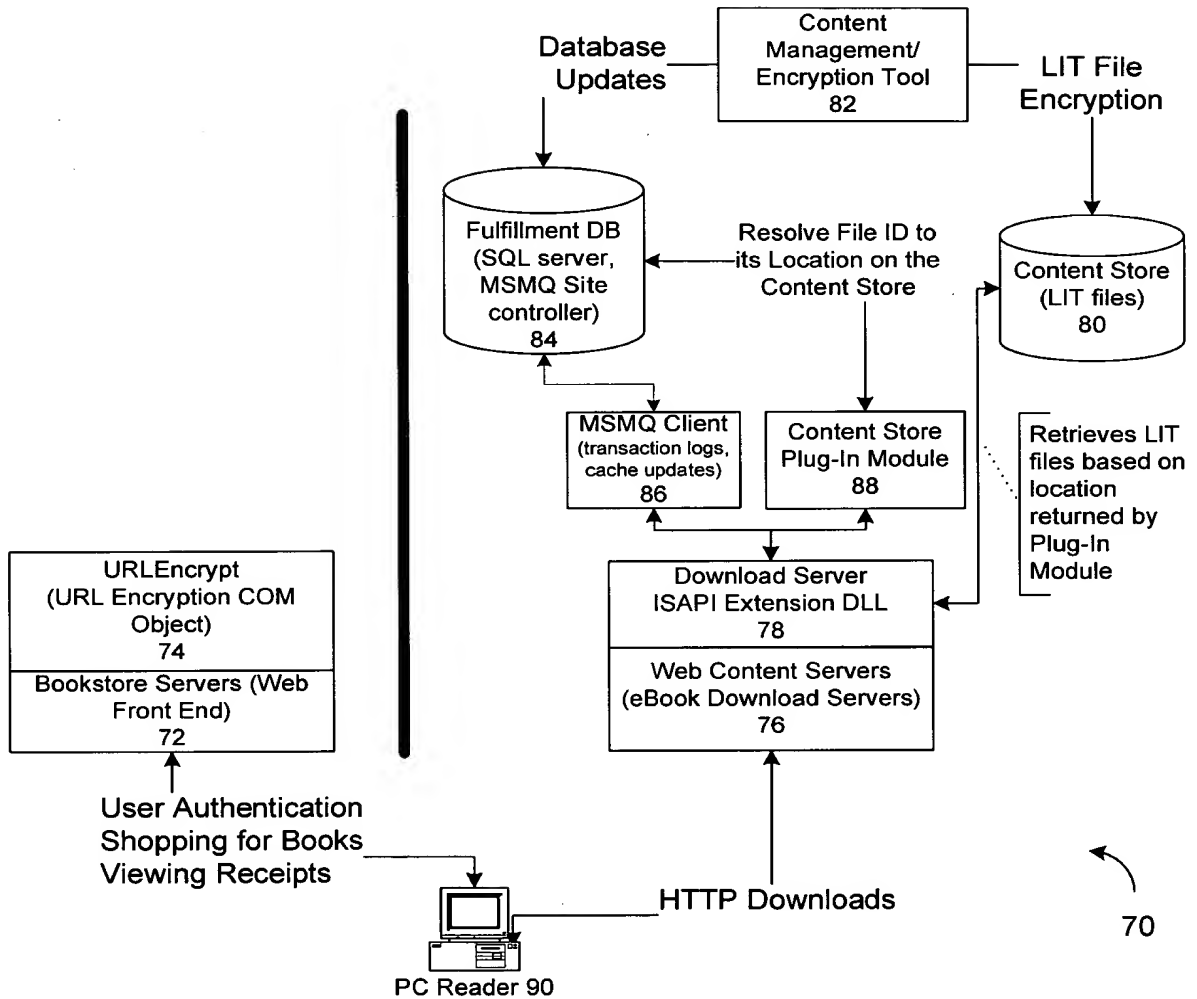 Database
Updates
Content
Management/
Encryption Tool
82
LIT File
Encryption
Fulfillment DB
(SQL server,
MSMQ Site
controller)
84
Resolve File ID to
its Location on the
Content Store
Content Store
(LIT files)
80
MSMQ Client
(transaction logs,
cache updates)
86
Content Store
Plug-In Module
88
Retrieves LIT
files based on
location
returned by
Plug-In
Module
URLEncrypt
(URL Encryption COM
Object)
74
Bookstore Servers (Web
Front End)
72
Download Server
ISAPI Extension DLL
78
Web Content Servers
(eBook Download Servers)
76
User Authentication
Shopping for Books
Viewing Receipts
HTTP Downloads
PC Reader 90
70